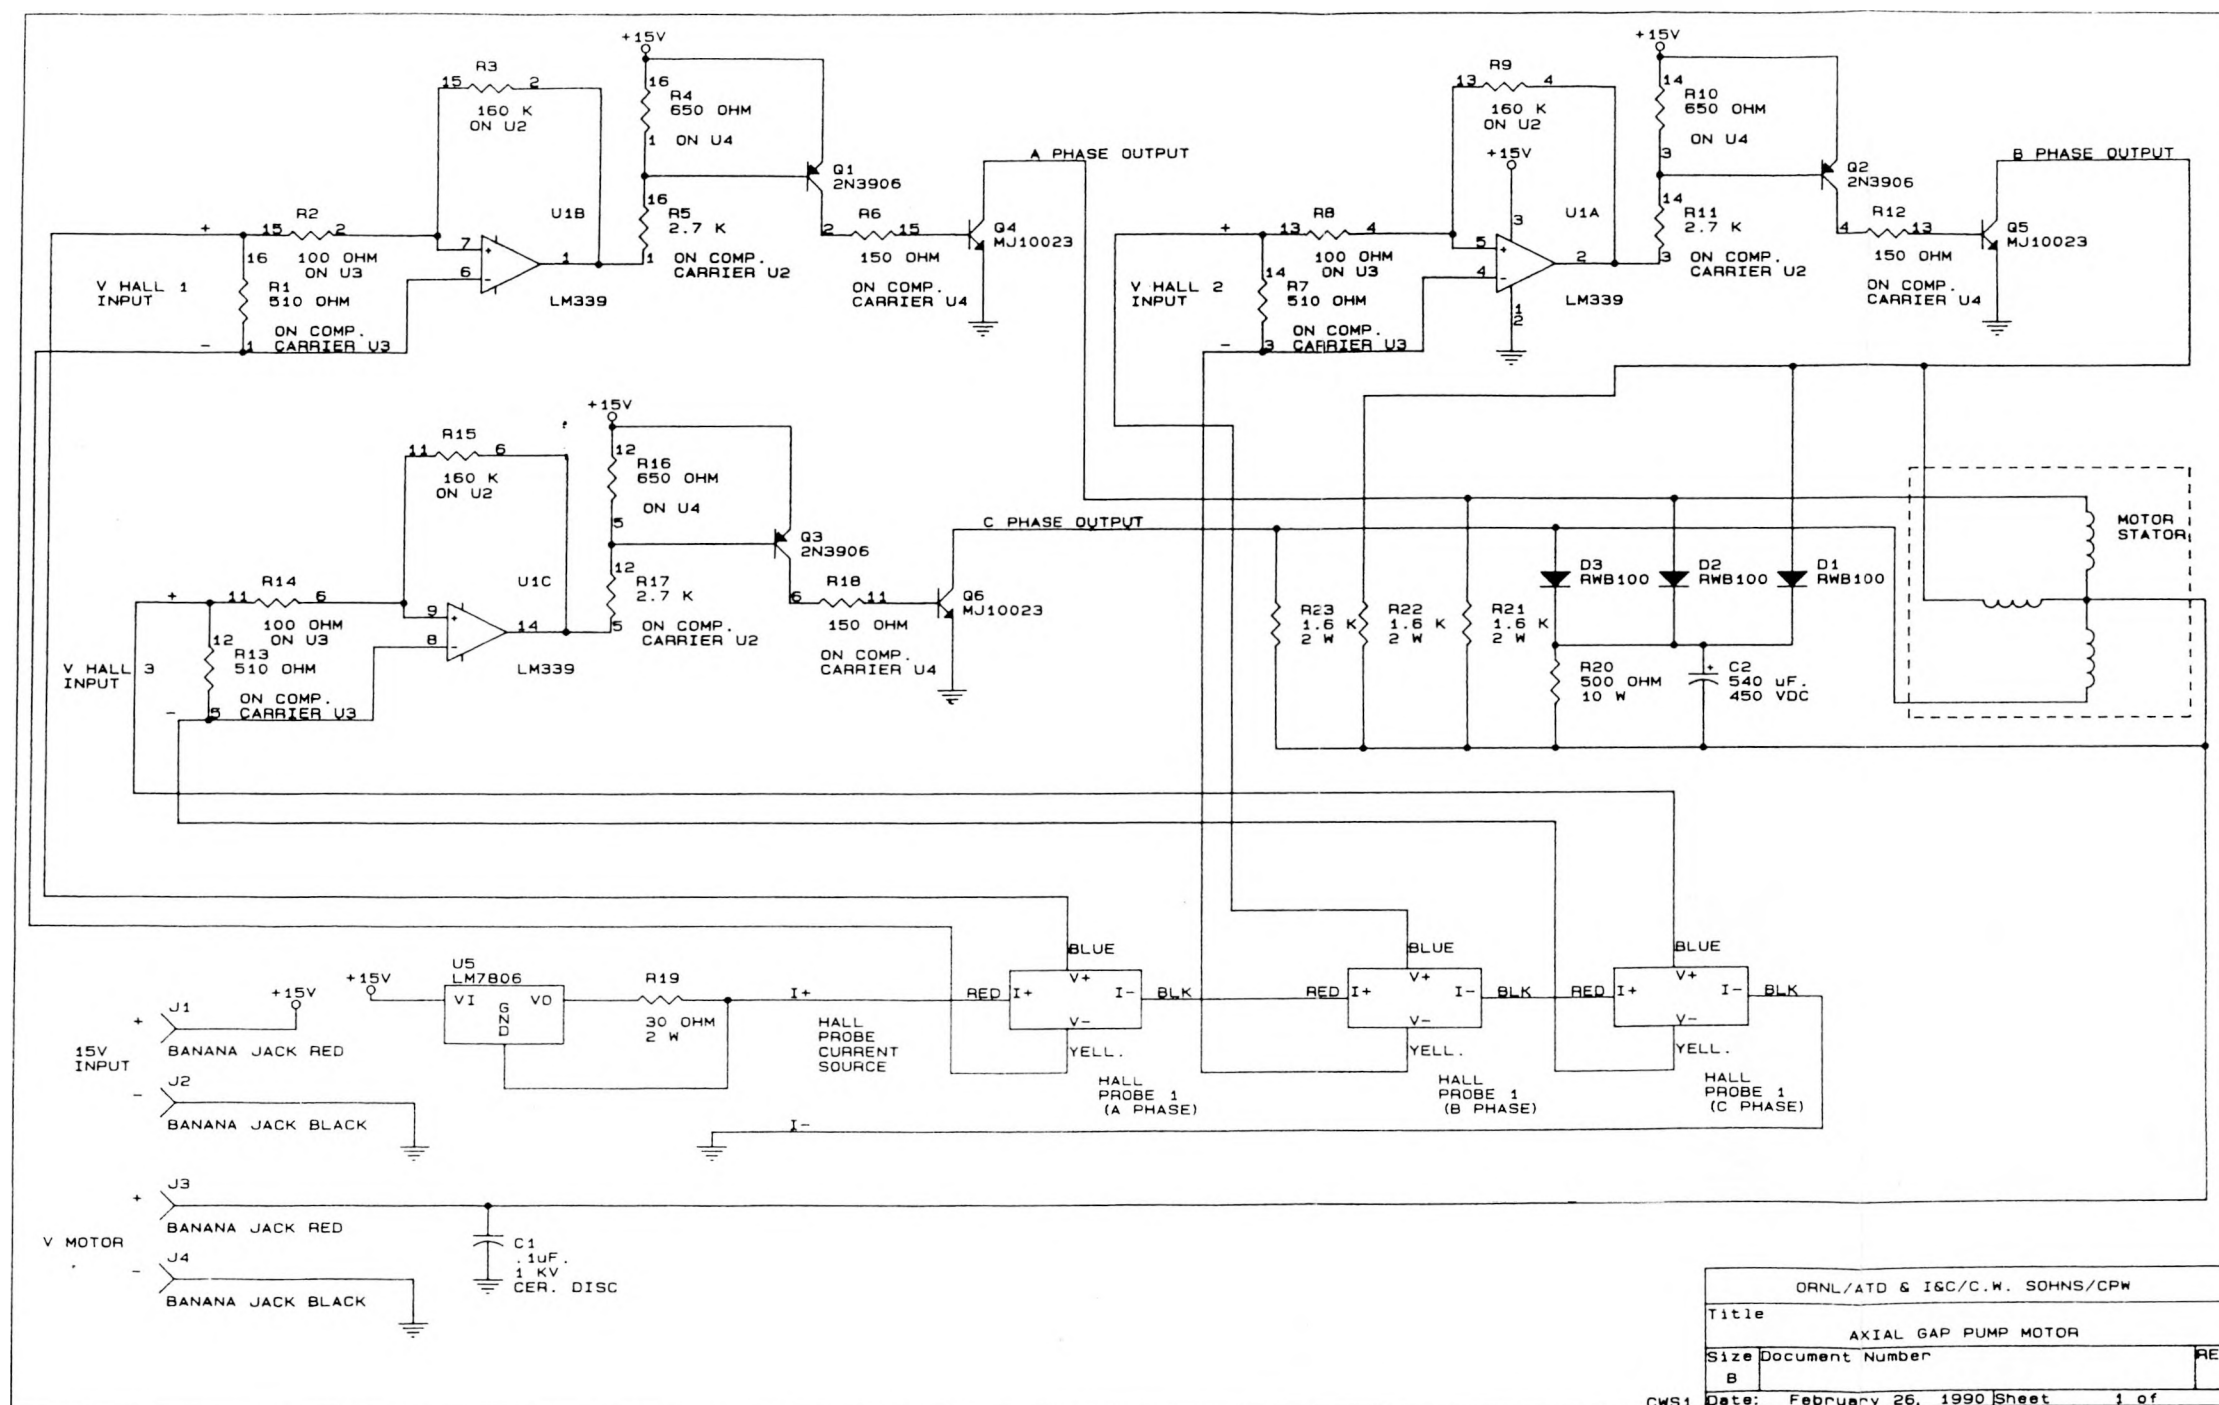 +15V
R3
15 2
160 K
ON U2
16
R4
650 OHM
1 ON U4
Q1
2N3906
A PHASE OUTPUT
U1B
16
R5
2.7 K
1
ON COMP.
CARRIER U2
R6
2 15
150 OHM
ON COMP.
CARRIER U4
Q4
MJ10023
+
15
R2
2
100 OHM
ON U3
16
R1
510 OHM
ON COMP.
CARRIER U3
1
-
V HALL 1
INPUT
7
+
6
-
1
LM339
+15V
R9
13 4
160 K
ON U2
+15V
14
R10
650 OHM
ON U4
3
Q2
2N3906
B PHASE OUTPUT
U1A
14
R11
2.7 K
3
ON COMP.
CARRIER U2
R12
4 13
150 OHM
ON COMP.
CARRIER U4
Q5
MJ10023
+
13
R8
4
100 OHM
ON U3
14
R7
510 OHM
ON COMP.
CARRIER U3
3
-
V HALL 2
INPUT
3
5
+
4
-
2
12
LM339
+15V
R15
11 6
160 K
ON U2
12
R16
650 OHM
ON U4
5
Q3
2N3906
C PHASE OUTPUT
U1C
12
R17
2.7 K
5
ON COMP.
CARRIER U2
R18
6 11
150 OHM
ON COMP.
CARRIER U4
Q6
MJ10023
+
11
R14
6
100 OHM
ON U3
12
R13
510 OHM
ON COMP.
CARRIER U3
5
-
V HALL 3
INPUT
9
+
8
-
14
LM339
MOTOR
STATOR
D3
RWB100
D2
RWB100
D1
RWB100
R23
1.6 K
2 W
R22
1.6 K
2 W
R21
1.6 K
2 W
R20
500 OHM
10 W
+ C2
540 uF.
450 VDC
BLUE
BLUE
BLUE
+15V
+15V
U5
LM7806
VI
GND
VO
R19
30 OHM
2 W
I+
HALL
PROBE
CURRENT
SOURCE
RED
I+
V+
I-
V-
BLK
RED
I+
V+
I-
V-
BLK
RED
I+
V+
I-
V-
BLK
YELL.
YELL.
YELL.
HALL
PROBE 1
(A PHASE)
HALL
PROBE 1
(B PHASE)
HALL
PROBE 1
(C PHASE)
I-
15V
INPUT
+
J1
BANANA JACK RED
-
J2
BANANA JACK BLACK
V MOTOR
+
J3
BANANA JACK RED
-
J4
BANANA JACK BLACK
C1
.1uF.
1 KV
CER. DISC
ORNL/ATD & I&C/C.W. SOHNS/CPW
Title
AXIAL GAP PUMP MOTOR
Size Document Number RE
B
CWS1 Date: February 26, 1990 Sheet 1 of